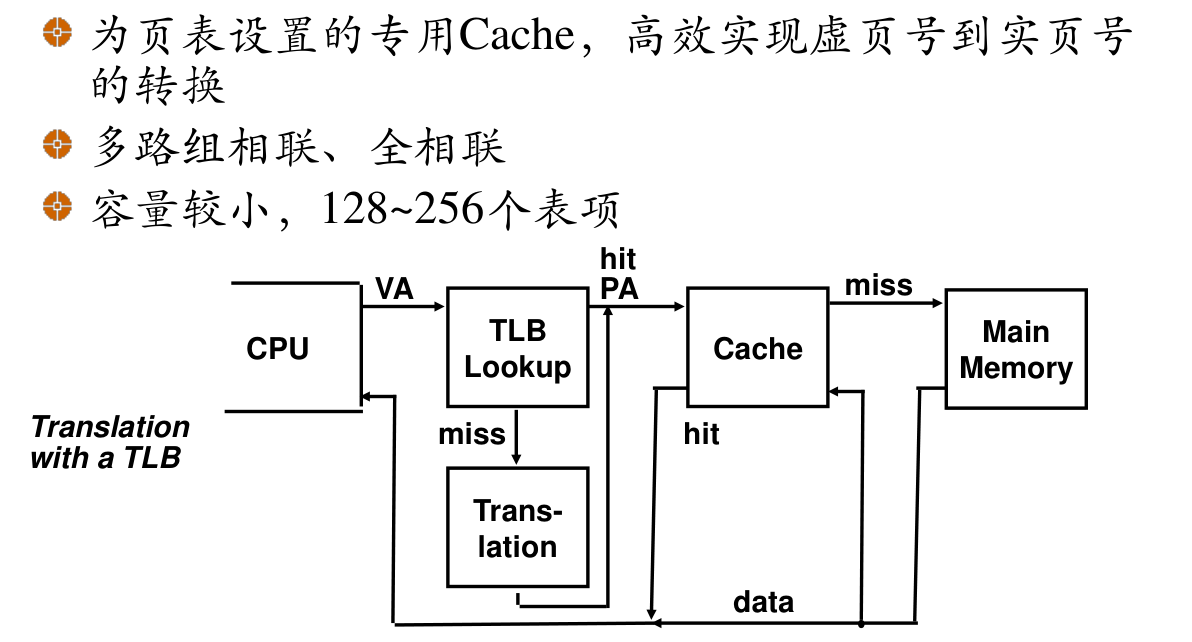 为页表设置的专用Cache，高效实现虚页号到实页号
的转换
多路组相联、全相联
容量较小，128~256个表项
hit
VA
PA
miss
CPU
TLB
Lookup
Cache
Main
Memory
Translation
with a TLB
miss
hit
Trans-
lation
data